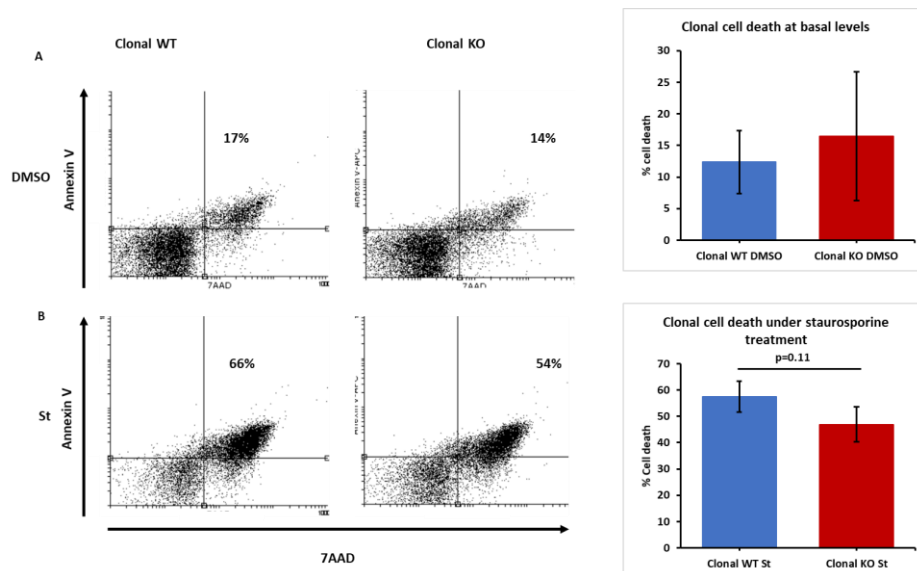 Clonal WT
Clonal KO
A
DMSO
Annexin V
17%
7AAD
Annexin V-APC
14%
7AAD
Clonal cell death at basal levels
% cell death
30
25
20
15
10
5
0
Clonal WT DMSO
Clonal KO DMSO
B
St
Annexin V
66%
54%
7AAD
Clonal cell death under staurosporine
treatment
p=0.11
% Cell death
70
60
50
40
30
20
10
0
Clonal WT St
Clonal KO St